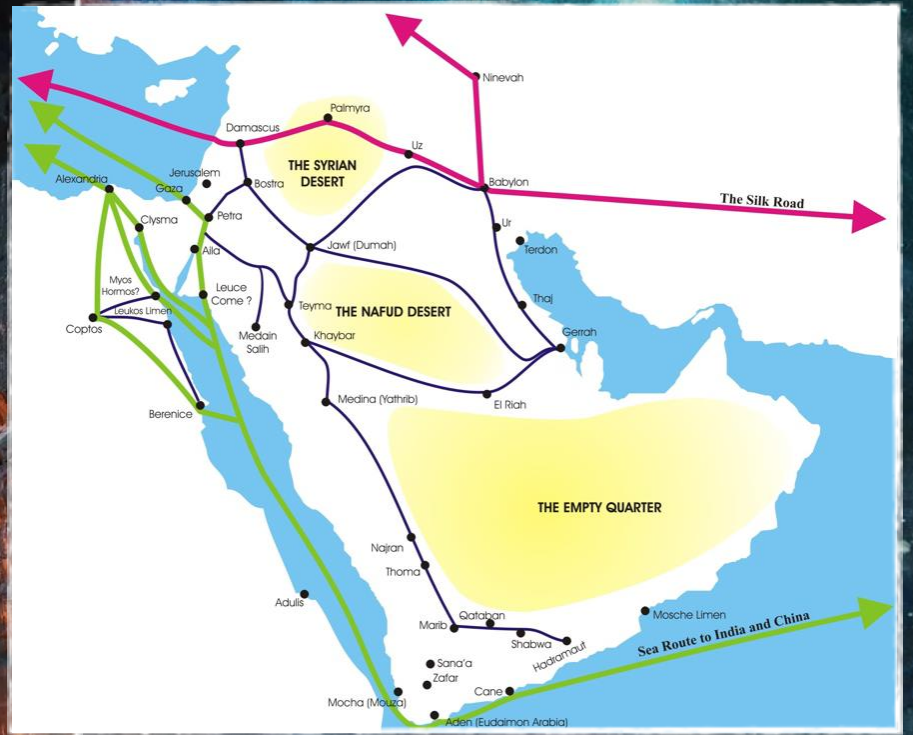 Ninevah
Palmyra
Damascus
Uz
THE SYRIAN
DESERT
Jerusalem
Alexandria
Gaza
Bostra
Babylon
The Silk Road
Clysma
Petra
Ur
Aila
Jawf (Dumah)
Terdon
Myos
Hormos?
Leuce
Come ?
Teyma
THE NAFUD DESERT
Thaj
Leukos Limen
Coptos
Medain
Salih
Khaybar
Gerrah
Berenice
Medina (Yathrib)
El Riah
THE EMPTY QUARTER
Najran
Thoma
Adulis
Qataban
Marib
Mosche Limen
Shabwa
Hadramaut
Sea Route to India and China
Sana'a
Zafar
Mocha (Mouza)
Cane
Aden (Eudaimon Arabia)